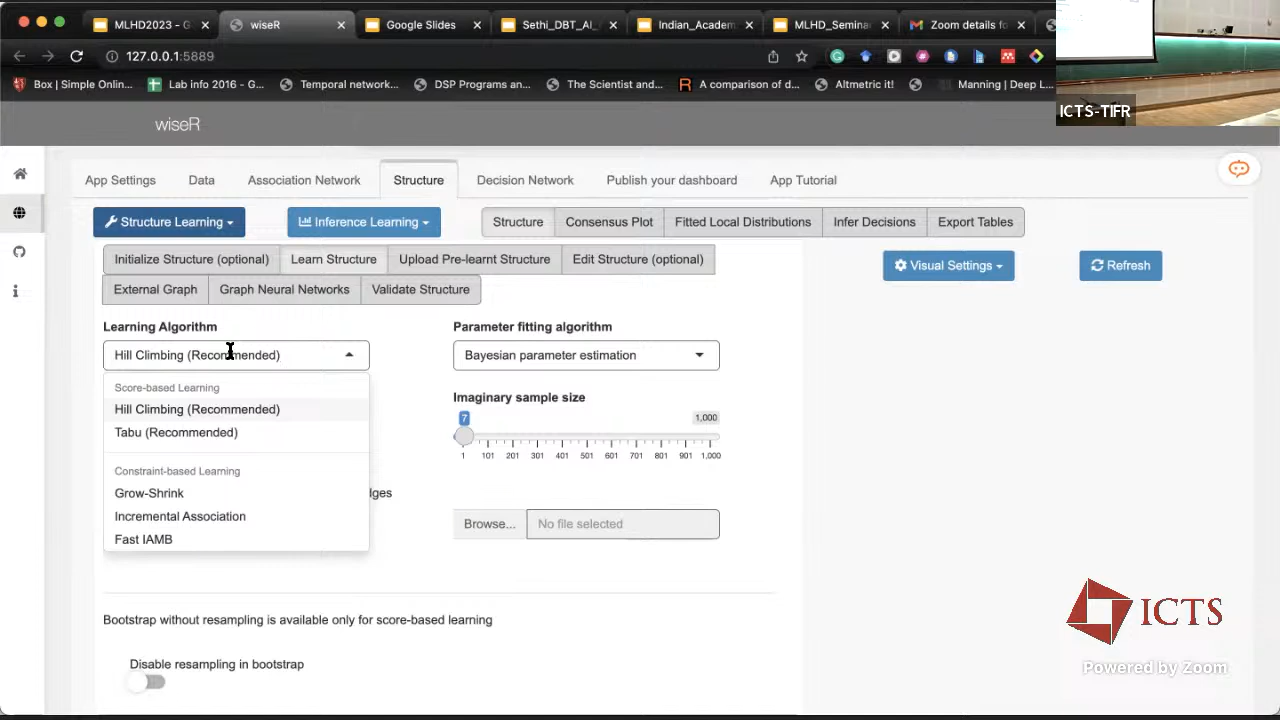 MLHD2023 - G
wiseR
Google Slides
Sethi_DBT_AI_
Indian_Academ
MLHD_Semina
Zoom details fo
127.0.0.1:5889
Box | Simple Onlin...
Lab info 2016 - G...
Temporal network...
DSP Programs an...
The Scientist and...
A comparison of d...
Altmetric it!
Manning | Deep L...
ICTS-TIFR
wiseR
App Settings
Data
Association Network
Structure
Decision Network
Publish your dashboard
App Tutorial
Structure Learning
Inference Learning
Structure
Consensus Plot
Fitted Local Distributions
Infer Decisions
Export Tables
Initialize Structure (optional)
Learn Structure
Upload Pre-learnt Structure
Edit Structure (optional)
Visual Settings
Refresh
External Graph
Graph Neural Networks
Validate Structure
Learning Algorithm
Parameter fitting algorithm
Hill Climbing (Recommended)
Bayesian parameter estimation
Score-based Learning
Hill Climbing (Recommended)
Tabu (Recommended)
Constraint-based Learning
Grow-Shrink
Incremental Association
Fast IAMB
Imaginary sample size
7
1,000
1 101 201 301 401 501 601 701 801 901 1,000
dges
Browse...
No file selected
Bootstrap without resampling is available only for score-based learning
Disable resampling in bootstrap
ICTS
Powered by Zoom